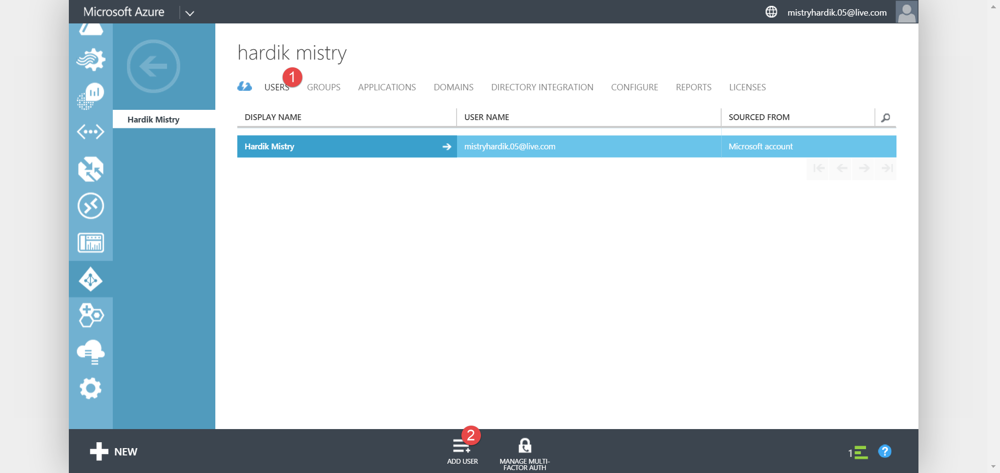 Microsoft Azure
mistryhardik.05@live.com
Hardik Mistry
hardik mistry
1
USERS GROUPS APPLICATIONS DOMAINS DIRECTORY INTEGRATION CONFIGURE REPORTS LICENSES
DISPLAY NAME USER NAME SOURCED FROM
Hardik Mistry mistryhardik.05@live.com Microsoft account
NEW
2
ADD USER
MANAGE MULTI-
FACTOR AUTH
1
?